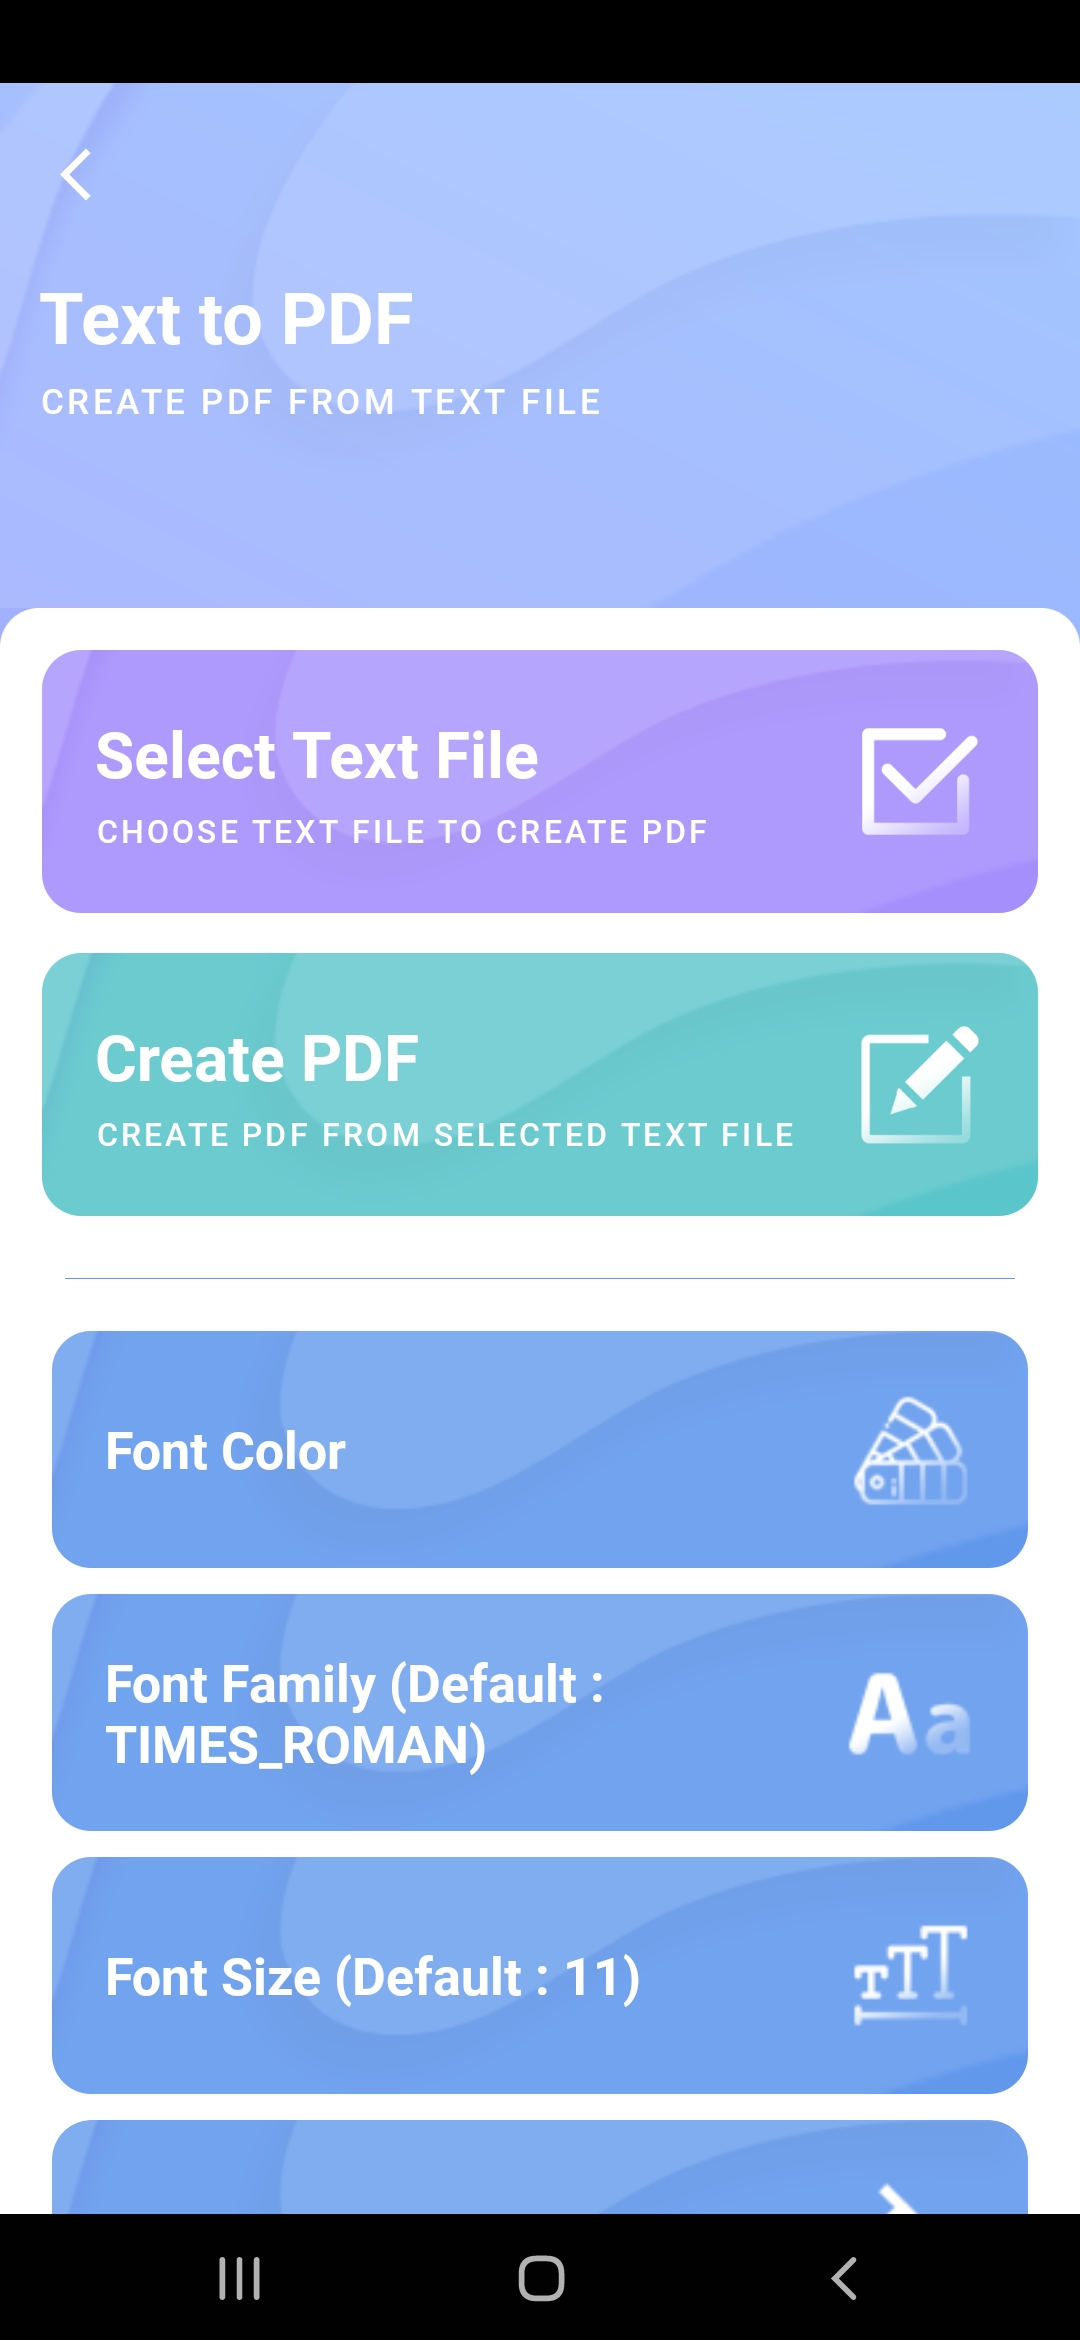 Text to PDF
CREATE PDF FROM TEXT FILE
Select Text File
CHOOSE TEXT FILE TO CREATE PDF
Create PDF
CREATE PDF FROM SELECTED TEXT FILE
Font Color
Font Family (Default :
TIMES_ROMAN)
Aa
Font Size (Default : 11)
TTT